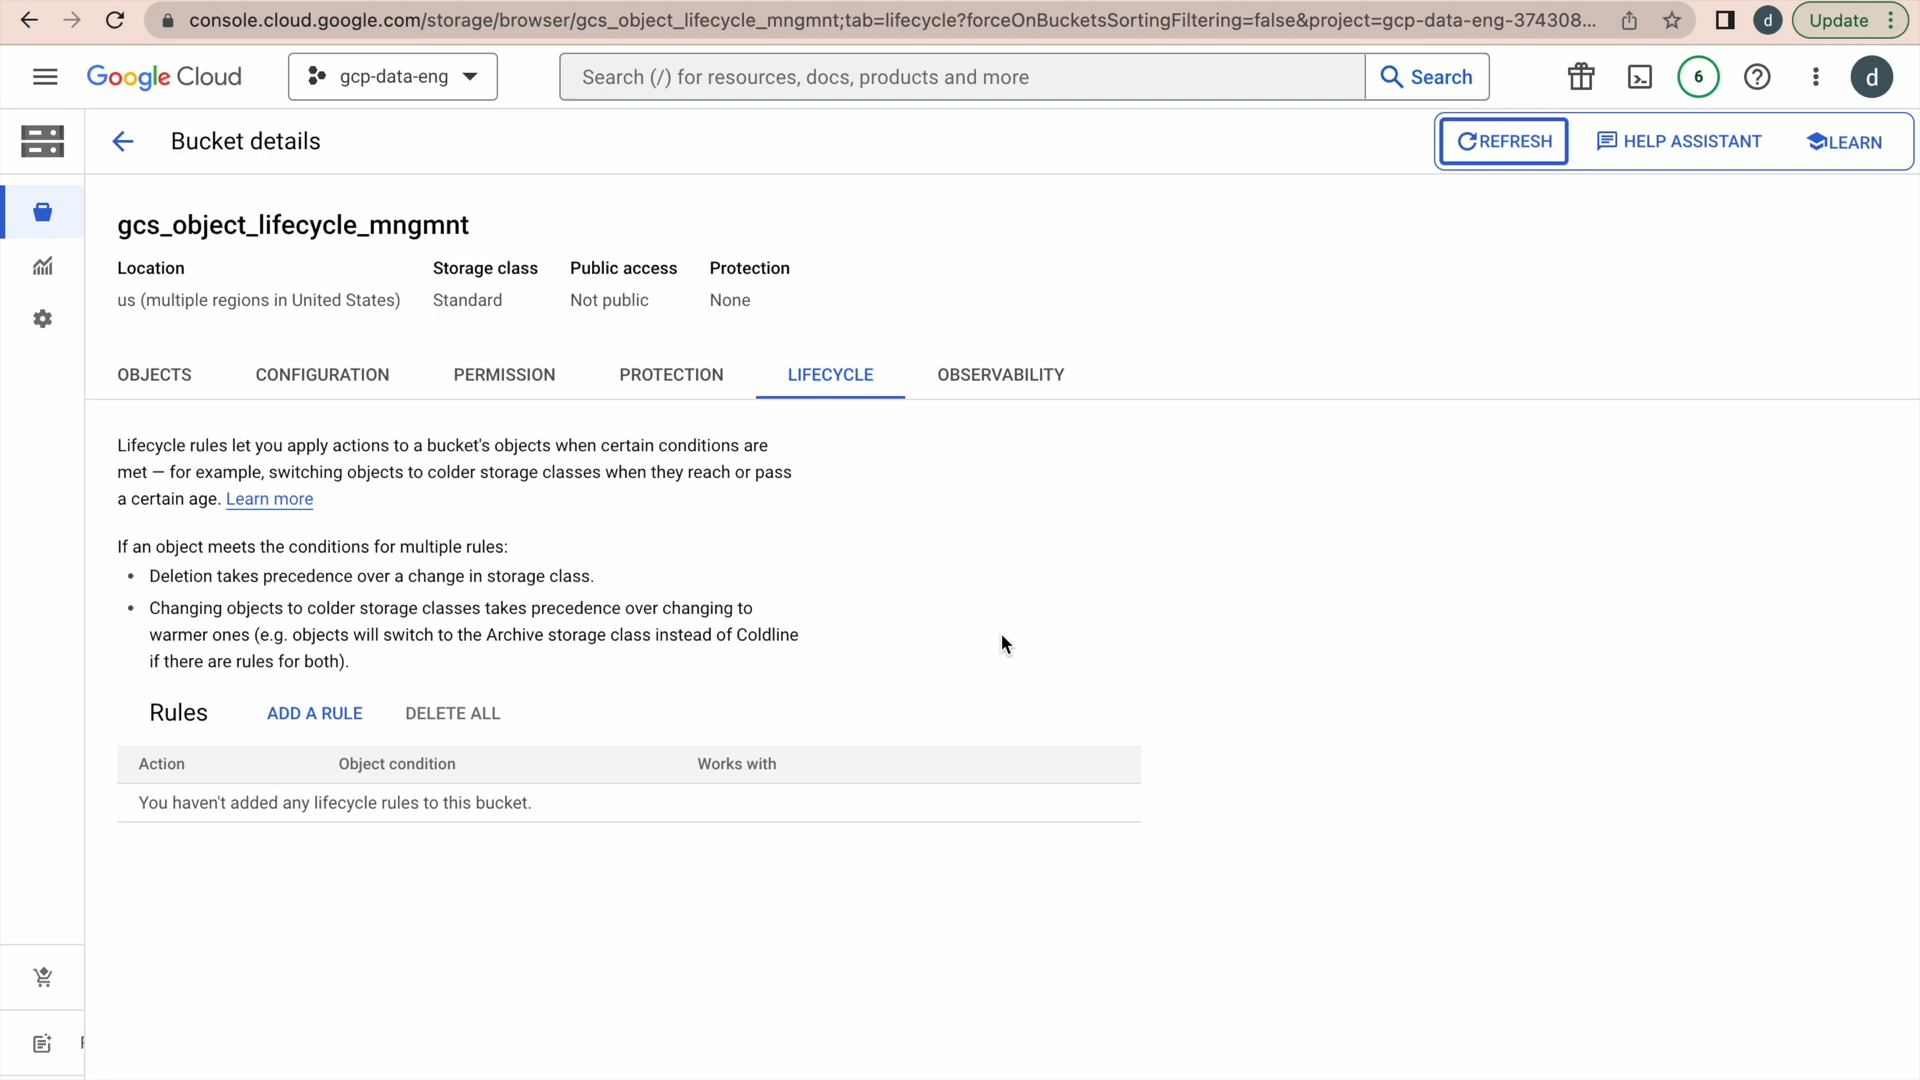 console.cloud.google.com/storage/browser/gcs_object_lifecycle_mngmnt;tab=lifecycle?forceOnBucketsSortingFiltering=false&project=gcp-data-eng-374308...
d
Update
Google Cloud
gcp-data-eng
Search (/) for resources, docs, products and more
Search
6
d
Bucket details
REFRESH
HELP ASSISTANT
LEARN
gcs_object_lifecycle_mngmnt
Location Storage class Public access Protection
us (multiple regions in United States) Standard Not public None
OBJECTS CONFIGURATION PERMISSION PROTECTION LIFECYCLE OBSERVABILITY
Lifecycle rules let you apply actions to a bucket's objects when certain conditions are
met — for example, switching objects to colder storage classes when they reach or pass
a certain age. Learn more
If an object meets the conditions for multiple rules:
• Deletion takes precedence over a change in storage class.
• Changing objects to colder storage classes takes precedence over changing to
warmer ones (e.g. objects will switch to the Archive storage class instead of Coldline
if there are rules for both).
Rules ADD A RULE DELETE ALL
Action Object condition Works with
You haven't added any lifecycle rules to this bucket.